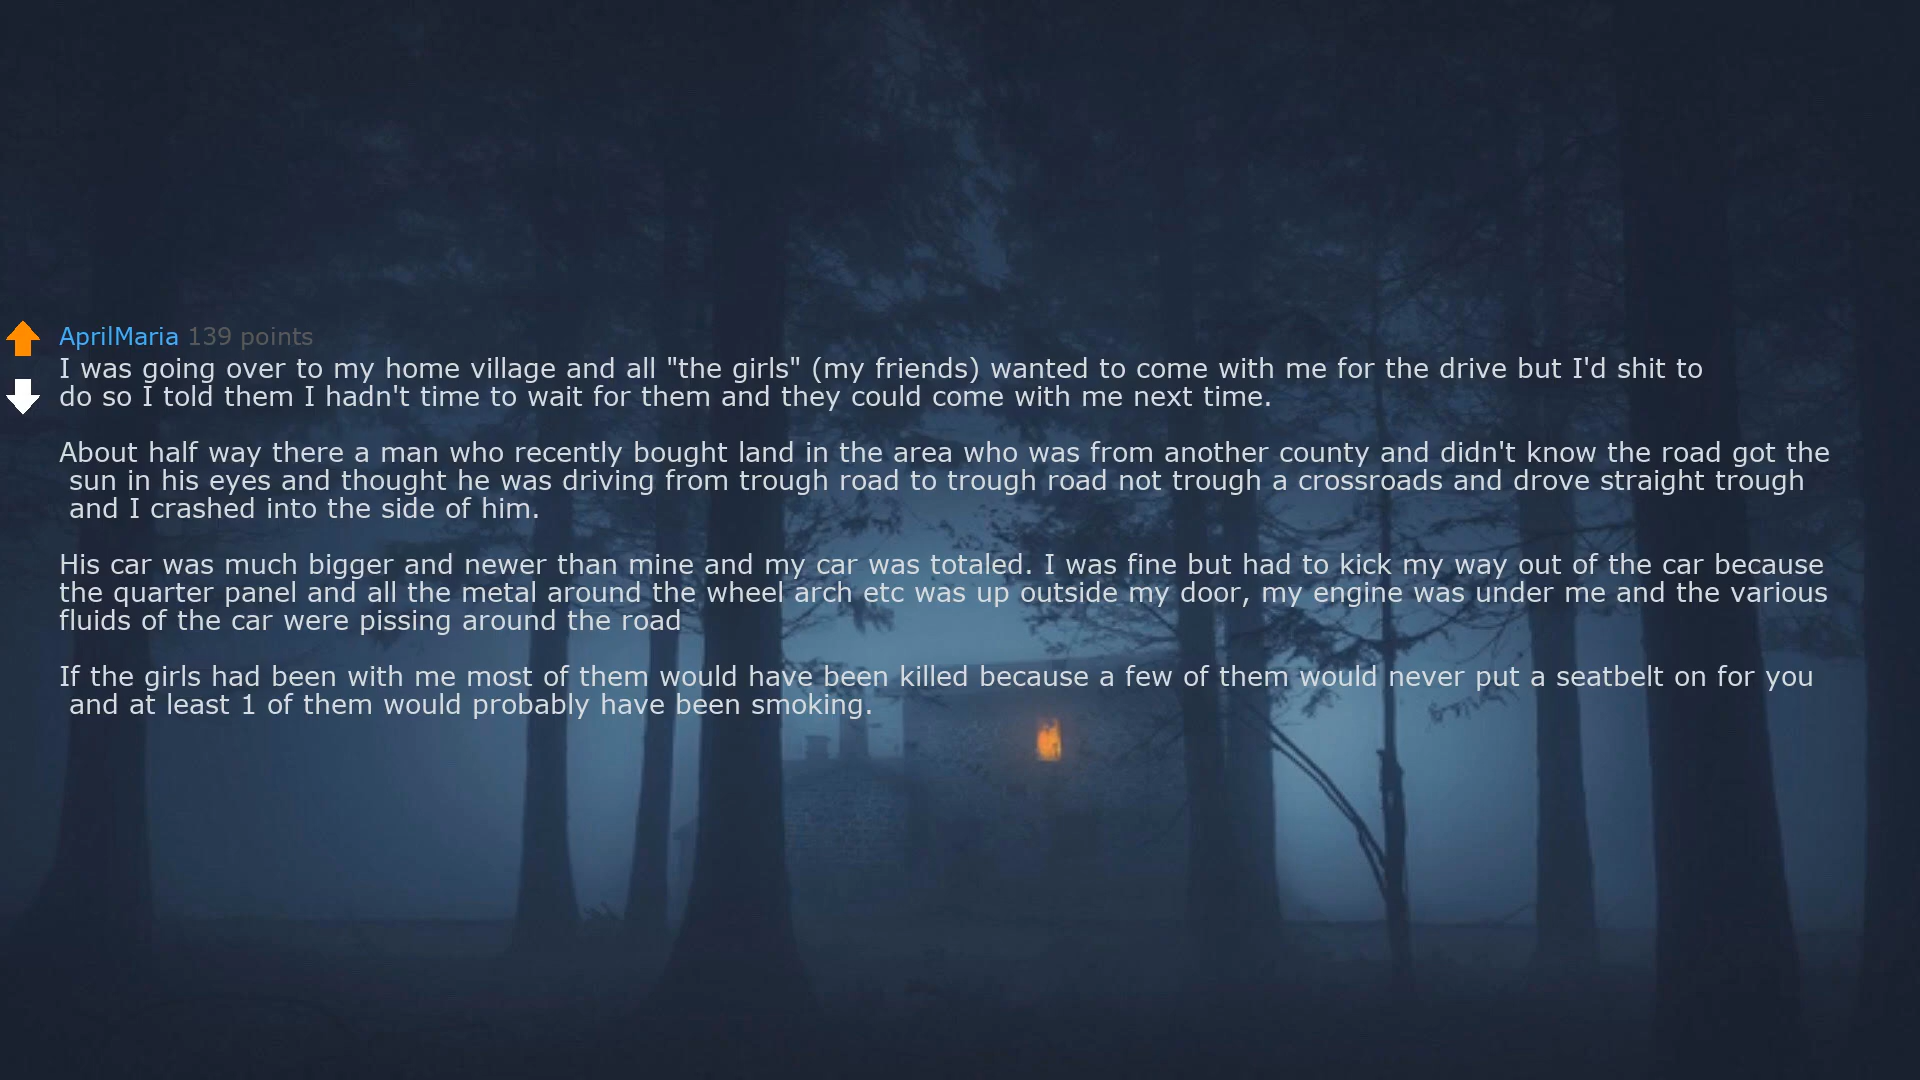 AprilMaria 139 points
I was going over to my home village and all "the girls" (my friends) wanted to come with me for the drive but I'd shit to
do so I told them I hadn't time to wait for them and they could come with me next time.
About half way there a man who recently bought land in the area who was from another county and didn't know the road got the
sun in his eyes and thought he was driving from trough road to trough road not trough a crossroads and drove straight trough
and I crashed into the side of him.
His car was much bigger and newer than mine and my car was totaled. I was fine but had to kick my way out of the car because
the quarter panel and all the metal around the wheel arch etc was up outside my door, my engine was under me and the various
fluids of the car were pissing around the road
If the girls had been with me most of them would have been killed because a few of them would never put a seatbelt on for you
and at least 1 of them would probably have been smoking.